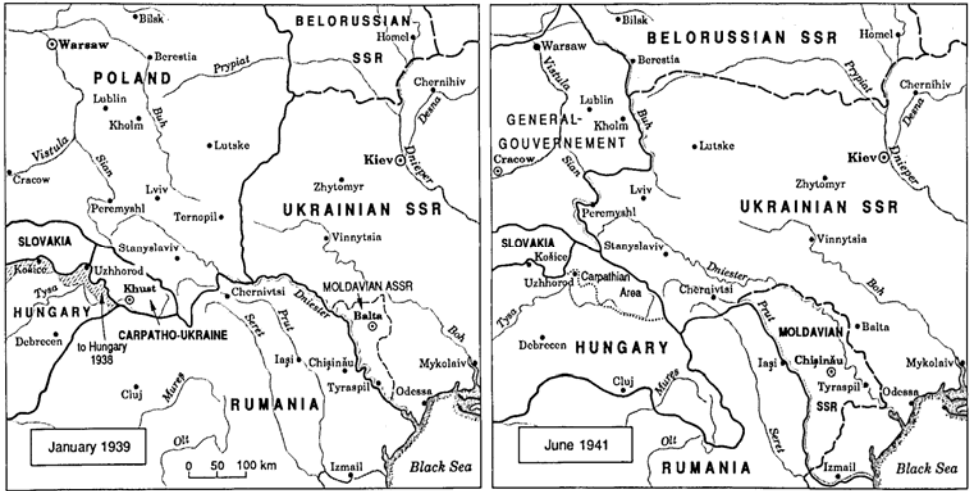 Bilsk
BELORUSSIAN
SSR
Homel
Warsaw
Berestia
Prypiat
Chernihiv
Desna
POLAND
Lublin
Kholm
Buh
Lutske
Vistula
Cracow
Sian
Kiev
Dnieper
Zhytomyr
Lviv
Peremyshl
Ternopil
UKRAINIAN SSR
Vinnytsia
SLOVAKIA
Košice
Uzhhorod
Stanyslaviv
Khust
Tysa
HUNGARY
CARPATHO-UKRAINE
to Hungary
1938
Debrecen
Chernivtsi
Dniester
MOLDAVIAN ASSR
Balta
Boh
Seret
Prut
Iaşi
Chişinău
Tyraspil
Mykolaiv
Odessa
Cluj
Mureş
RUMANIA
Olt
Izmail
Black Sea
January 1939
0 50 100 km
Bilsk
BELORUSSIAN SSR
Homel
Warsaw
Vistula
Berestia
Prypiat
Chernihiv
Desna
Lublin
GENERAL-
Kholm
GOUVERNEMENT
Buh
Lutske
Cracow
Sian
Kiev
Dnieper
Zhytomyr
Lviv
Peremyshl
UKRAINIAN SSR
Vinnytsia
SLOVAKIA
Košice
Stanyslaviv
Uzhhorod
Carpathian
Area
Tysa
Dniester
Chernivtsi
Boh
Debrecen
HUNGARY
Prut
MOLDAVIAN
SSR
Balta
Iaşi
Chişinău
Tyraspil
Mykolaiv
Odessa
Cluj
Mureş
Seret
Olt
RUMANIA
Izmail
Black Sea
June 1941